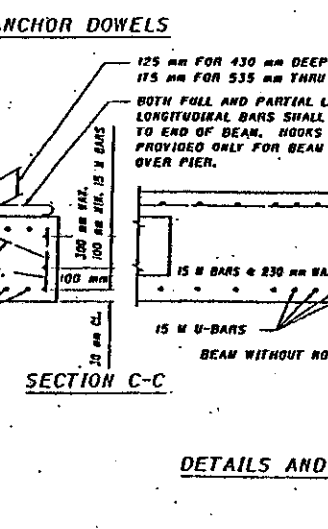 ANCHOR DOWELS
125 mm FOR 430 mm DEEP
175 mm FOR 535 mm THRU
BOTH FULL AND PARTIAL L
LONGITUDINAL BARS SHALL
TO END OF BEAM. HOOKS
PROVIDED ONLY FOR BEAM
OVER PIER.
300 mm MAX.
100 mm MIN. 15 M BARS
100 mm
30 mm CL.
15 M BARS @ 230 mm MA
15 M U-BARS
BEAM WITHOUT NO
SECTION C-C
DETAILS AND